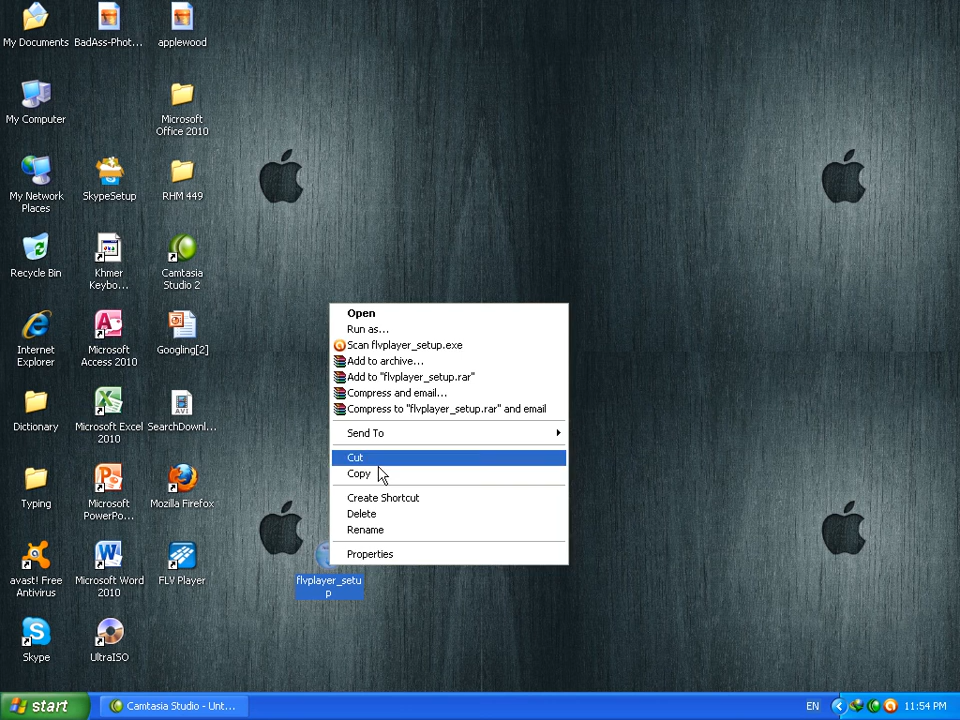 My Documents
BadAss-Phot...
applewood
My Computer
Microsoft
Office 2010
My Network
Places
SkypeSetup
RHM 449
Recycle Bin
Khmer
Keybo...
Camtasia
Studio 2
Internet
Explorer
Microsoft
Access 2010
Googling[2]
Dictionary
Microsoft Excel
2010
AVI
SearchDownl...
Typing
Microsoft
PowerPo...
Mozilla Firefox
avast! Free
Antivirus
Microsoft Word
2010
FLV Player
Skype
UltraISO
Open
Run as...
Scan flvplayer_setup.exe
Add to archive...
Add to "flvplayer_setup.rar"
Compress and email...
Compress to "flvplayer_setup.rar" and email
Send To
Cut
Copy
Create Shortcut
Delete
Rename
Properties
flvplayer_setu
p
start
Camtasia Studio - Unt...
EN
11:54 PM